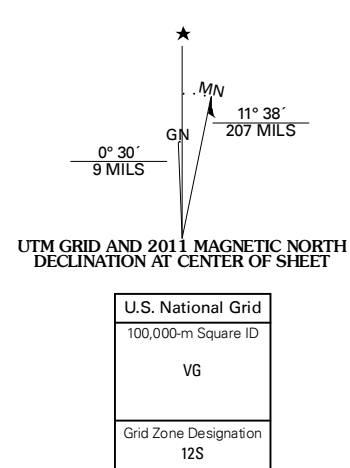 MN
11° 38´
207 MILS
GN
0° 30´
9 MILS
UTM GRID AND 2011 MAGNETIC NORTH
DECLINATION AT CENTER OF SHEET
U.S. National Grid
100,000-m Square ID
VG
Grid Zone Designation
12S